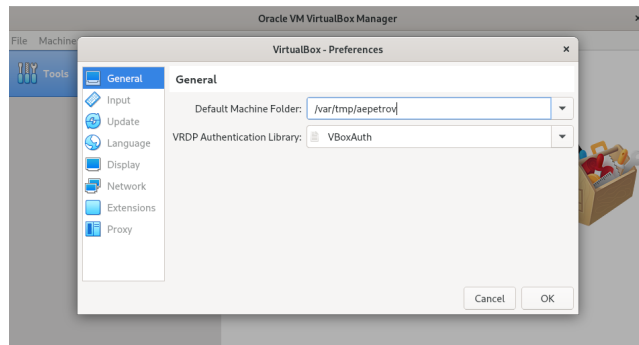 Oracle VM VirtualBox Manager
File Machine
Tools
VirtualBox - Preferences
General
Input
Update
Language
Display
Network
Extensions
Proxy
General
Default Machine Folder: /var/tmp/aepetrov
VRDP Authentication Library: VBoxAuth
Cancel OK